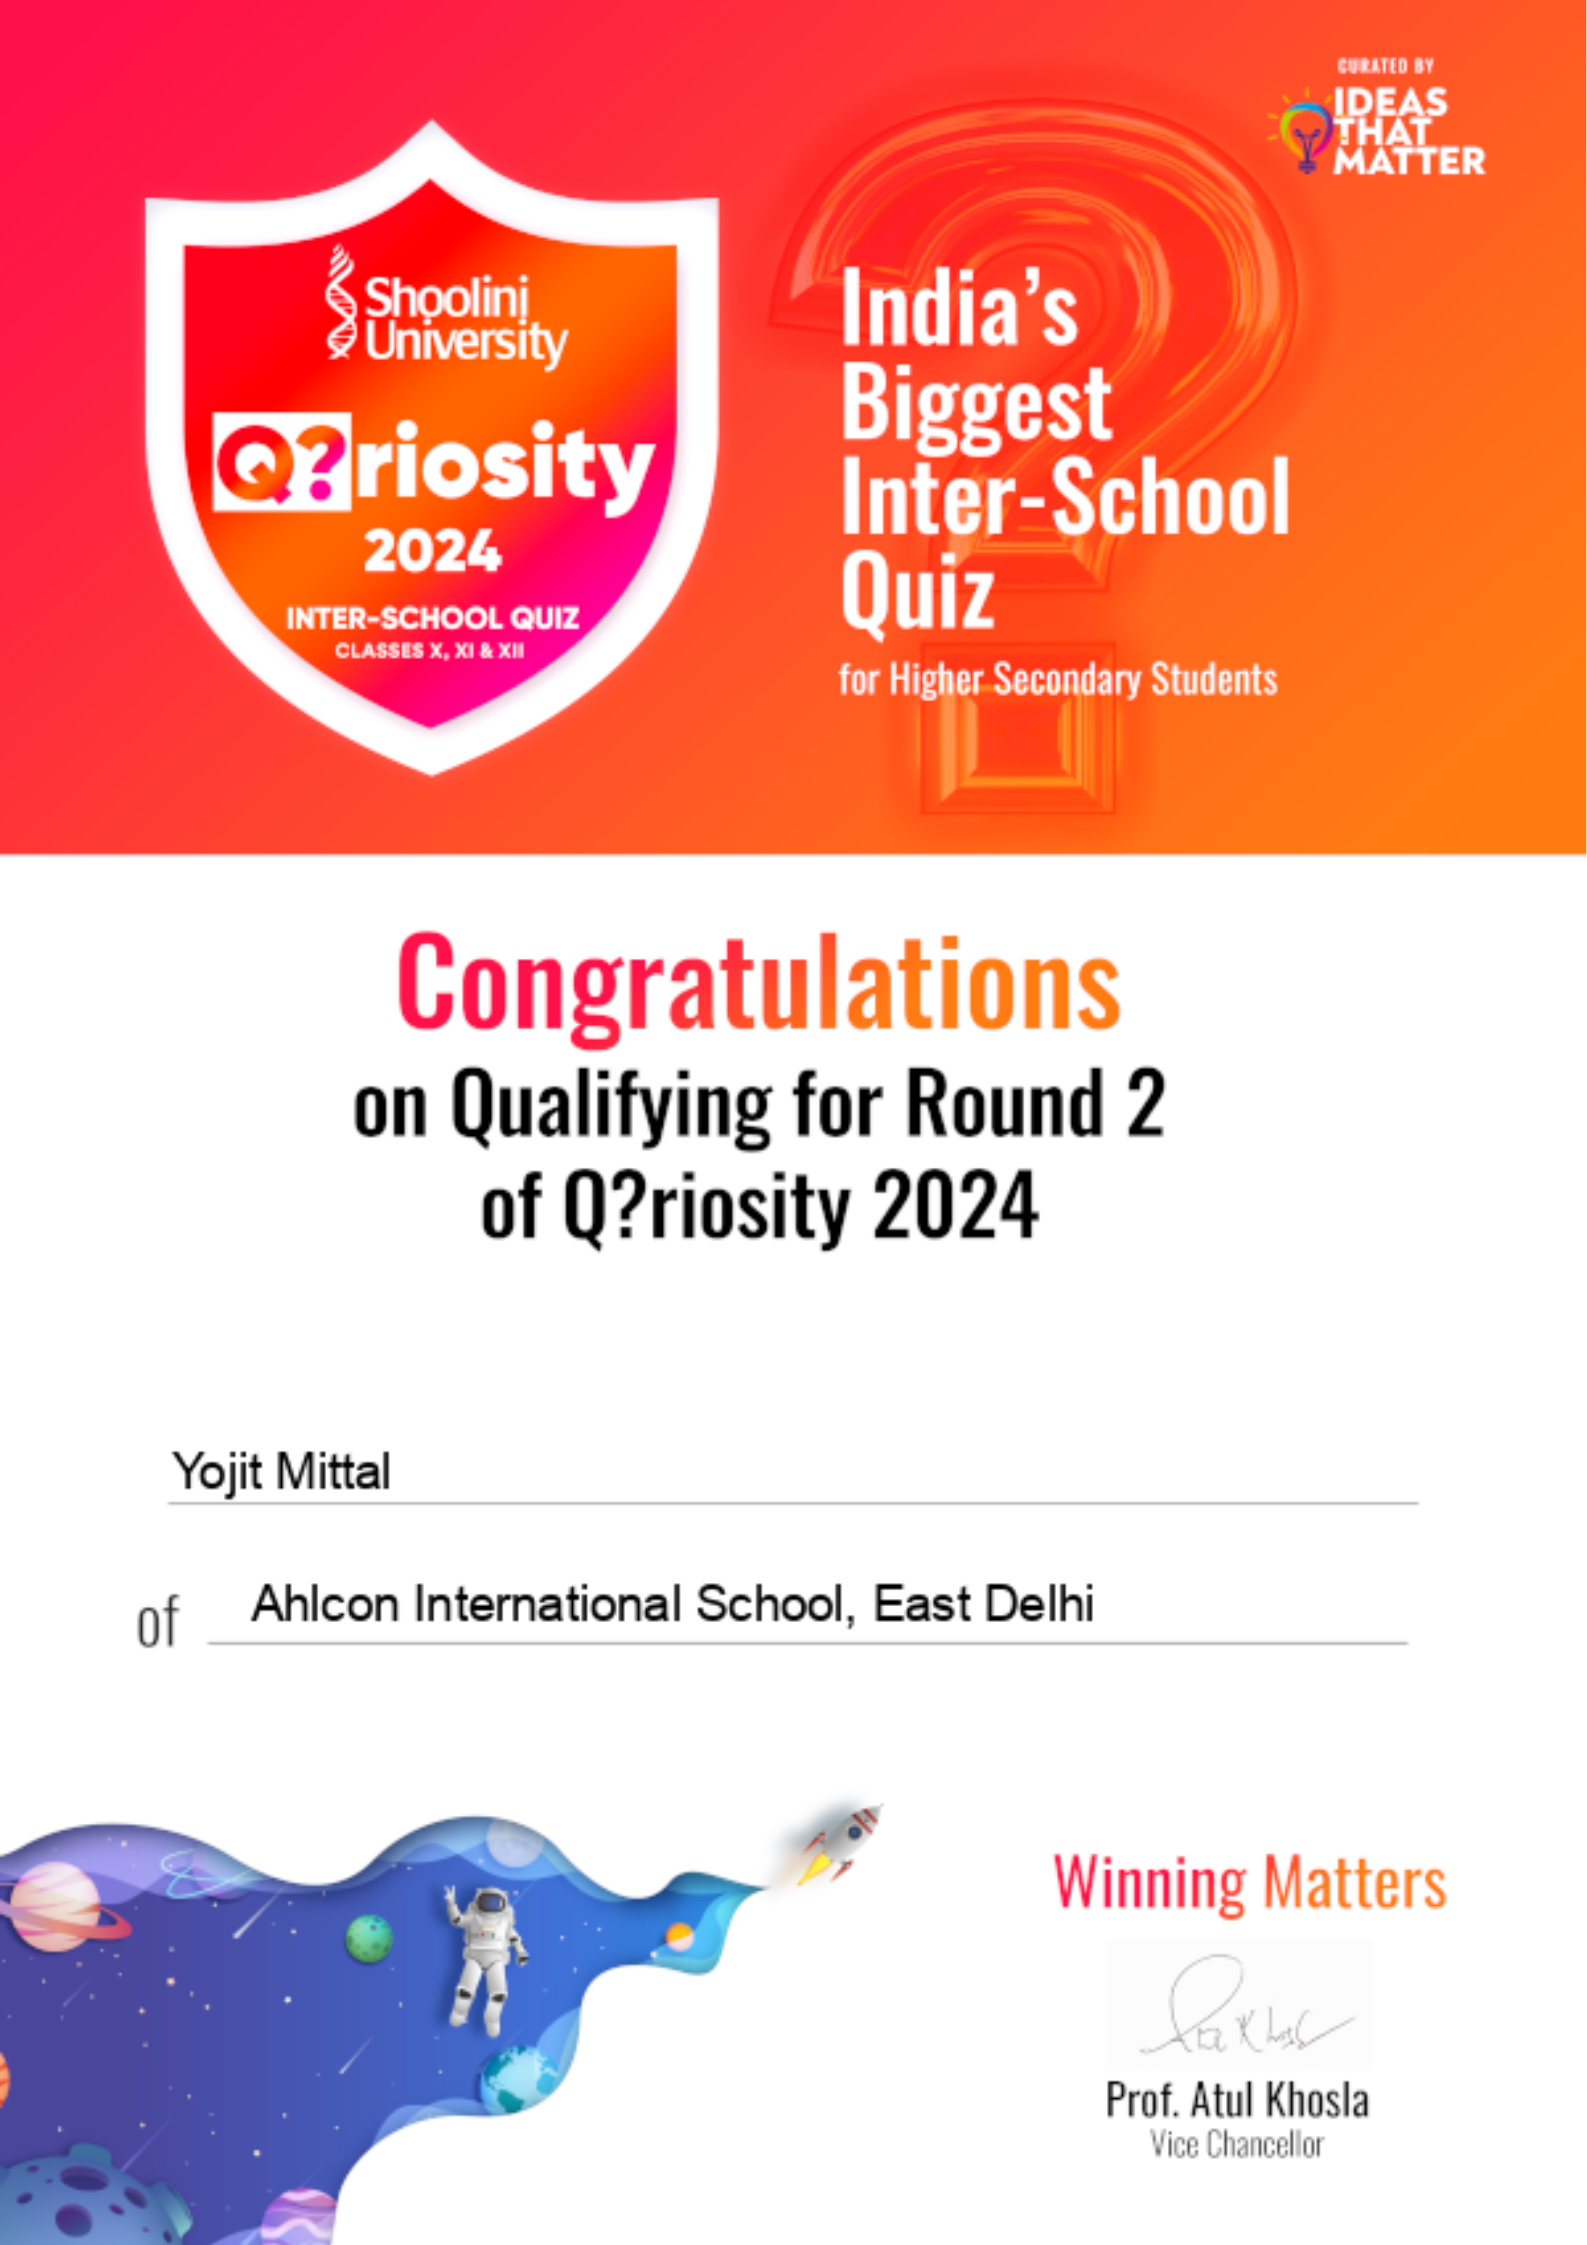 CURATED BY
IDEAS
THAT
MATTER
Shoolini
University
Q?riosity
2024
INTER-SCHOOL QUIZ
CLASSES X, XI & XII
India's
Biggest
Inter-School
Quiz
for Higher Secondary Students
Congratulations
on Qualifying for Round 2
of Q?riosity 2024
Yojit Mittal
of Ahlcon International School, East Delhi
Winning Matters
Prof. Atul Khosla
Vice Chancellor